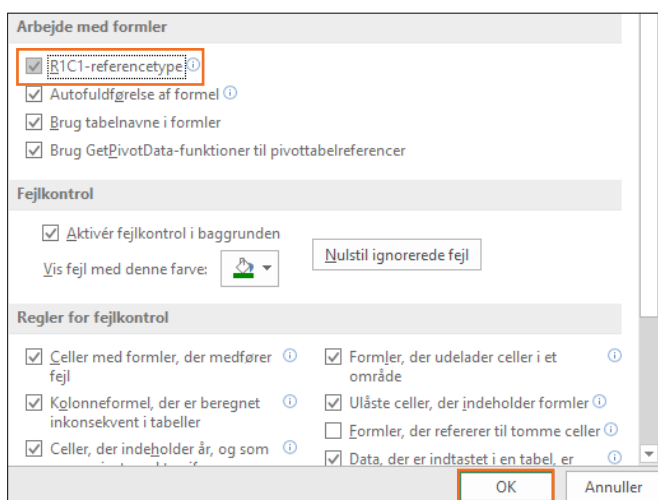 Arbejde med formler
R1C1-referencetype
Autofuldførelse af formel
Brug tabelnavne i formler
Brug GetPivotData-funktioner til pivottabelreferencer
Fejlkontrol
Aktivér fejlkontrol i baggrunden
Vis fejl med denne farve:
Nulstil ignorerede fejl
Regler for fejlkontrol
Celler med formler, der medfører
fejl
Kolonneformel, der er beregnet
inkonsekvent i tabeller
Celler, der indeholder år, og som
Formler, der udelader celler i et
område
Ulåste celler, der indeholder formler
Formler, der refererer til tomme celler
Data, der er indtastet i en tabel, er
OK
Annuller